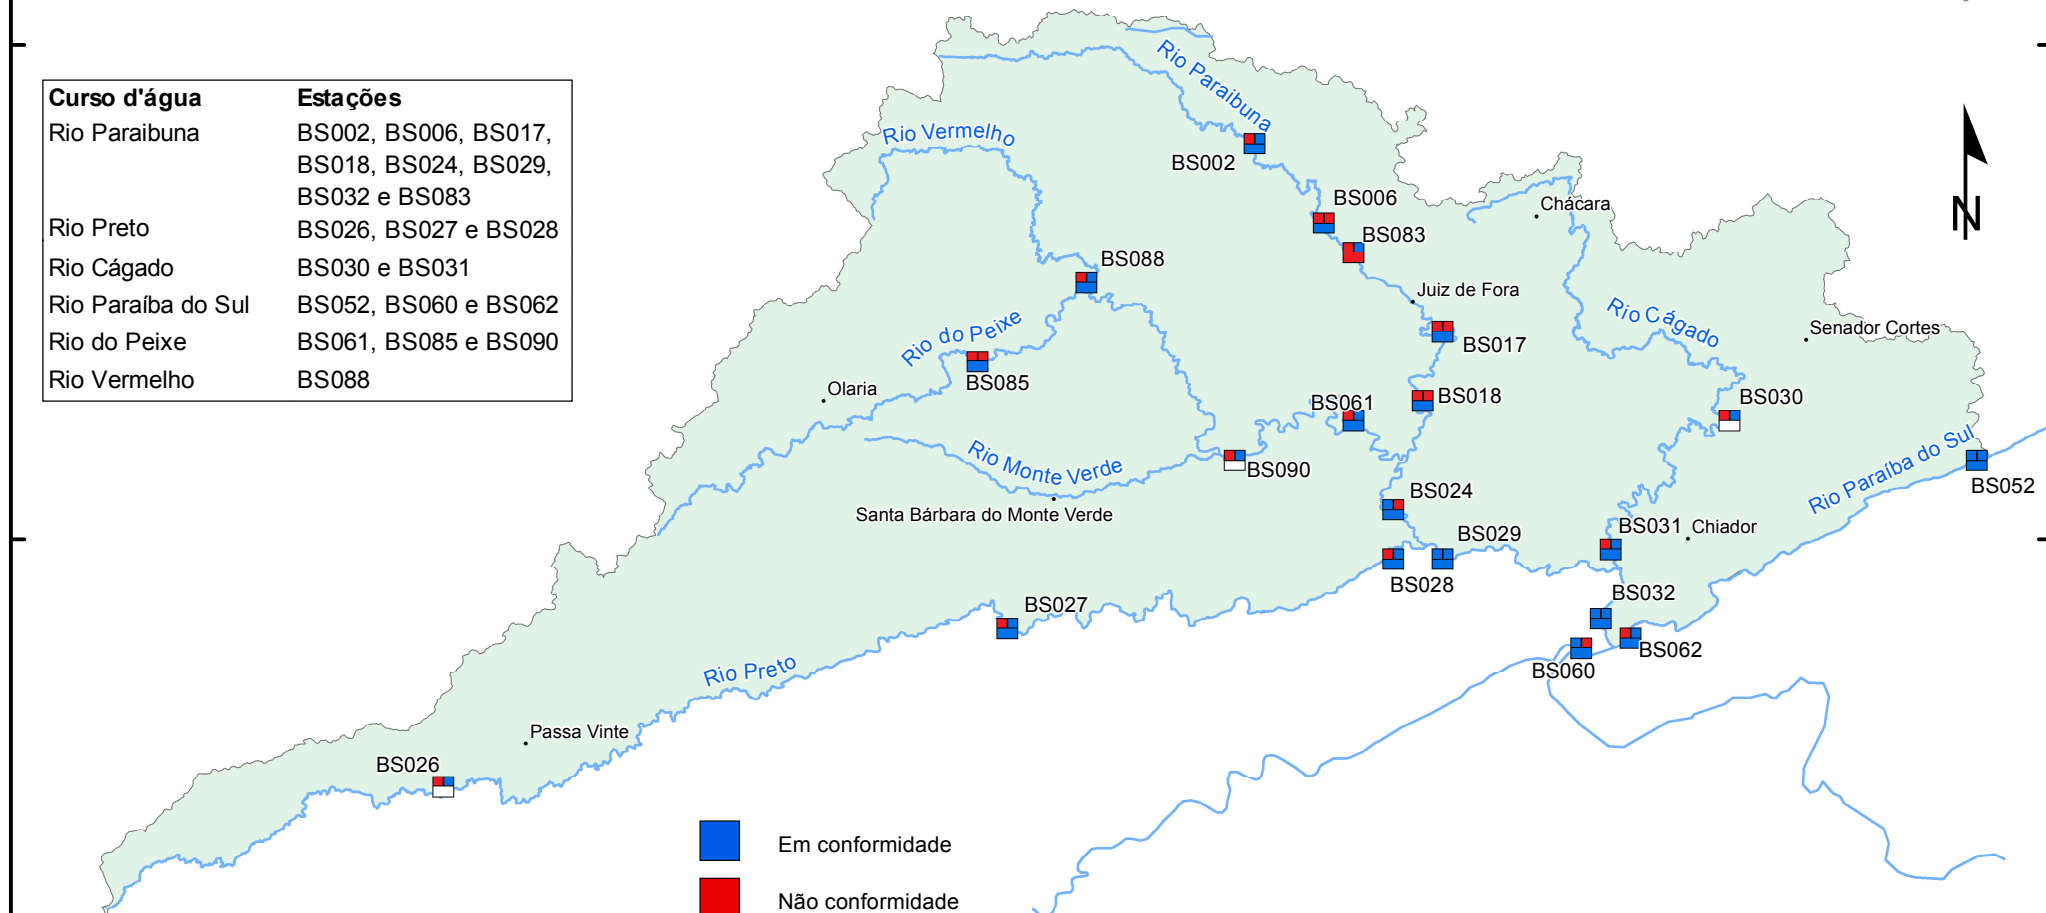 Curso d'água Estações
Rio Paraibuna BS002, BS006, BS017,
BS018, BS024, BS029,
BS032 e BS083
Rio Preto BS026, BS027 e BS028
Rio Cágado BS030 e BS031
Rio Paraíba do Sul BS052, BS060 e BS062
Rio do Peixe BS061, BS085 e BS090
Rio Vermelho BS088
Rio Paraibuna
Rio Vermelho
BS002
BS006
Chácara
N
BS083
BS088
Juiz de Fora
Rio Cágado
Senador Cortes
Rio do Peixe
BS017
BS085
Olaria
BS061
BS018
BS030
Rio Monte Verde
BS090
Rio Paraíba do Sul
BS052
BS024
Santa Bárbara do Monte Verde
BS031
Chiador
BS029
BS028
BS032
BS027
BS062
BS060
Rio Preto
Passa Vinte
BS026
Em conformidade
Não conformidade